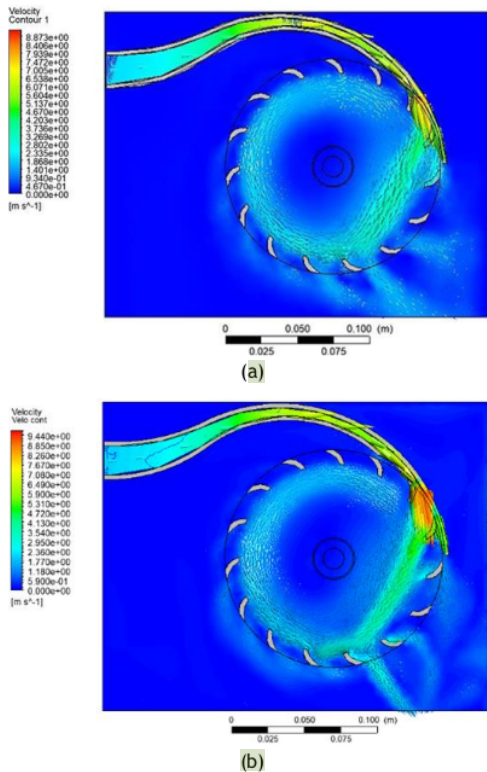 Velocity
Contour 1
8.873e+00
8.406e+00
7.939e+00
7.472e+00
7.005e+00
6.538e+00
6.071e+00
5.604e+00
5.137e+00
4.670e+00
4.203e+00
3.736e+00
3.269e+00
2.802e+00
2.335e+00
1.868e+00
1.401e+00
9.340e-01
4.670e-01
0.000e+00
[m s^-1]
0 0.050 0.100 (m)
0.025 0.075
(a)
Velocity
Velo cont
9.440e+00
8.850e+00
8.260e+00
7.670e+00
7.080e+00
6.490e+00
5.900e+00
5.310e+00
4.720e+00
4.130e+00
3.540e+00
2.950e+00
2.360e+00
1.770e+00
1.180e+00
5.900e-01
0.000e+00
[m s^-1]
0 0.050 0.100 (m)
0.025 0.075
(b)